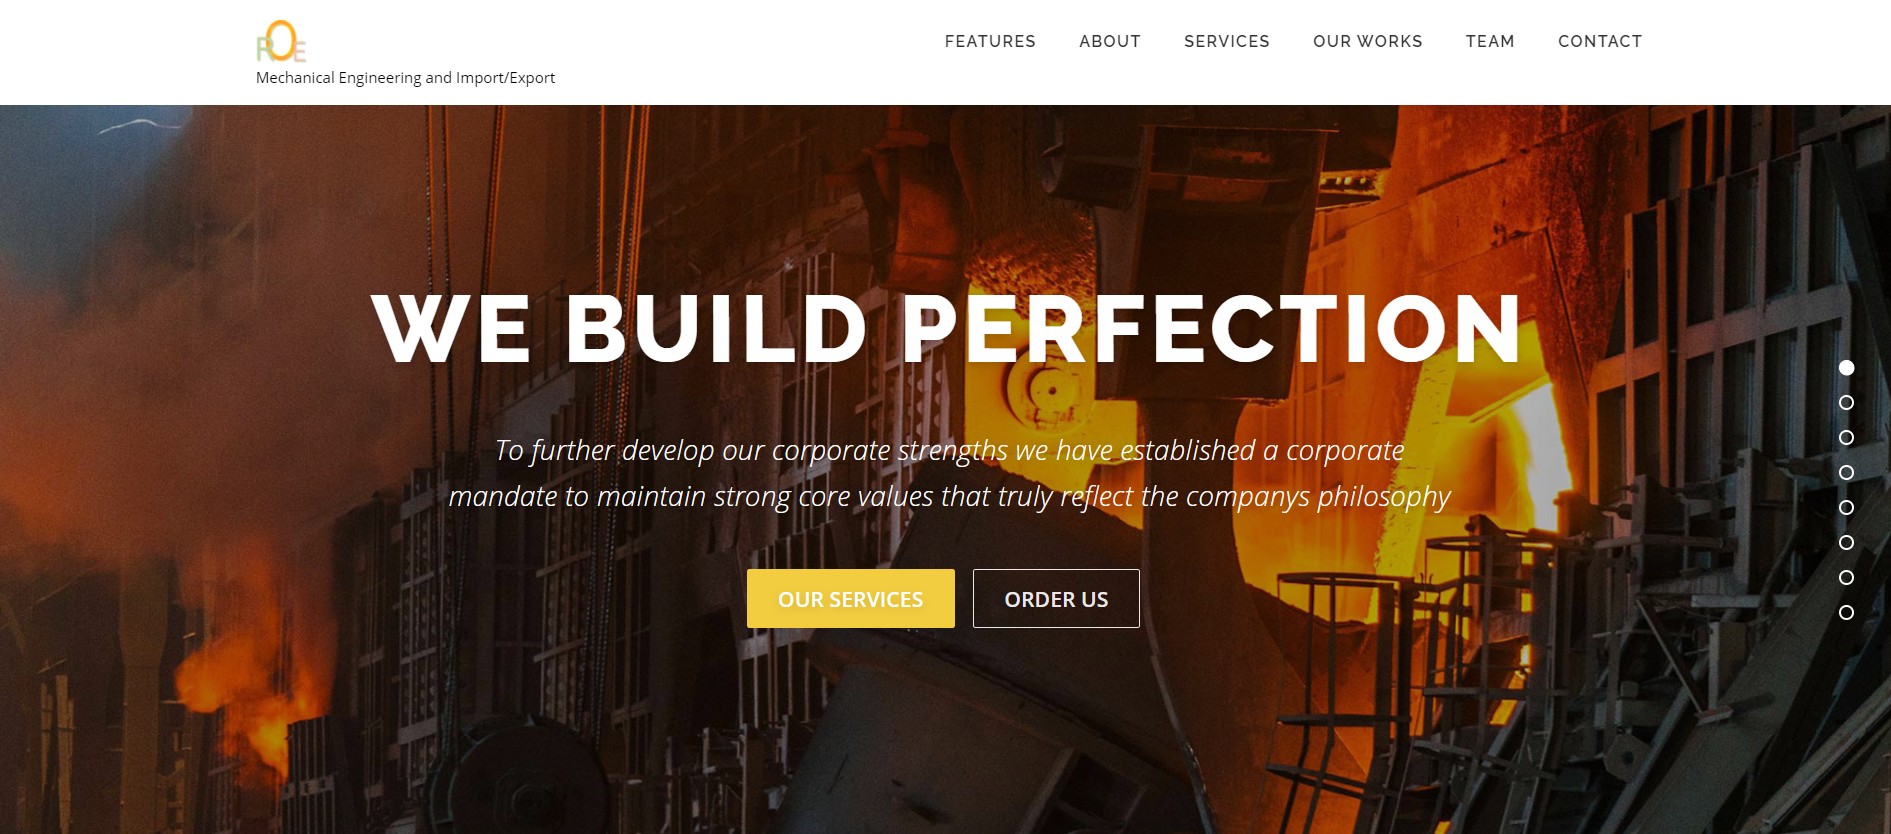 ROE
Mechanical Engineering and Import/Export
FEATURES ABOUT SERVICES OUR WORKS TEAM CONTACT
WE BUILD PERFECTION
To further develop our corporate strengths we have established a corporate
mandate to maintain strong core values that truly reflect the companys philosophy
OUR SERVICES ORDER US